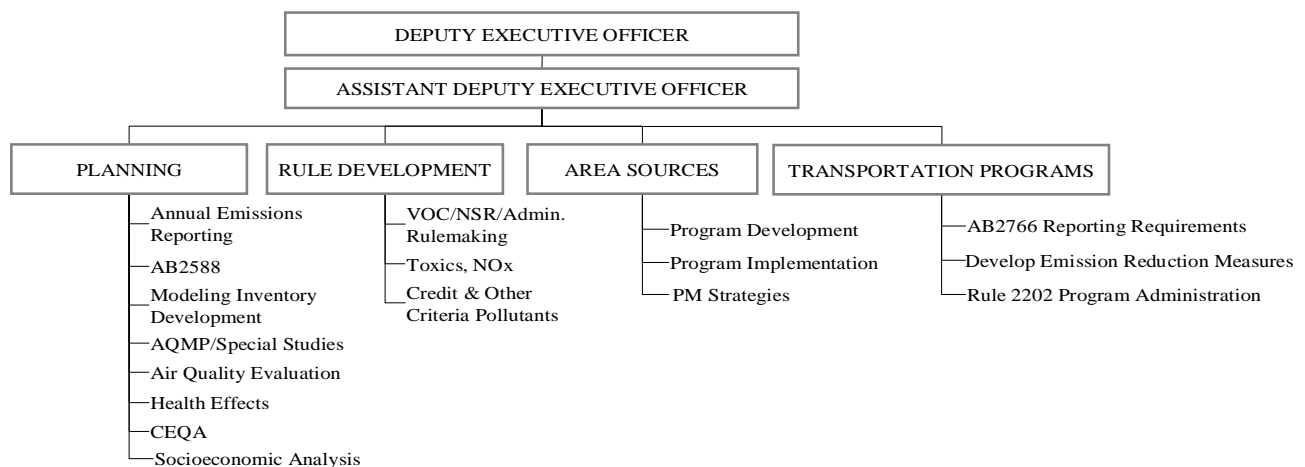 DEPUTY EXECUTIVE OFFICER
ASSISTANT DEPUTY EXECUTIVE OFFICER
PLANNING
Annual Emissions
Reporting
AB2588
Modeling Inventory
Development
AQMP/Special Studies
Air Quality Evaluation
Health Effects
CEQA
Socioeconomic Analysis
RULE DEVELOPMENT
VOC/NSR/Admin.
Rulemaking
Toxics, NOx
Credit & Other
Criteria Pollutants
AREA SOURCES
Program Development
Program Implementation
PM Strategies
TRANSPORTATION PROGRAMS
AB2766 Reporting Requirements
Develop Emission Reduction Measures
Rule 2202 Program Administration